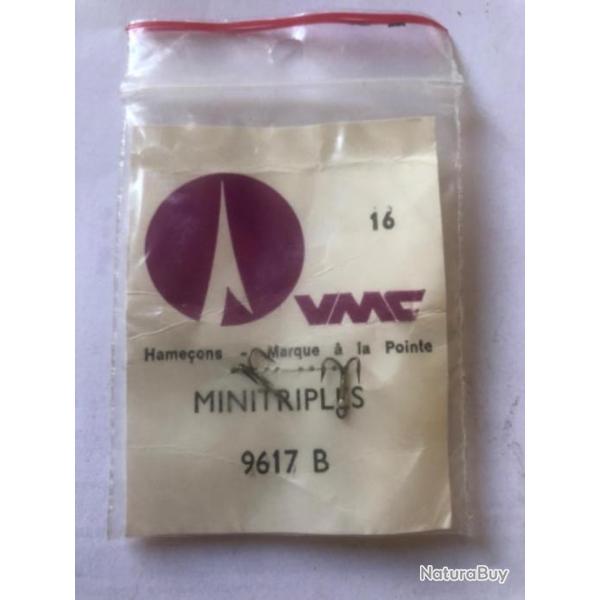 16
VMC
Hameçons - Marque à la Pointe
MINITRIPLES
9617 B
NaturaBuy